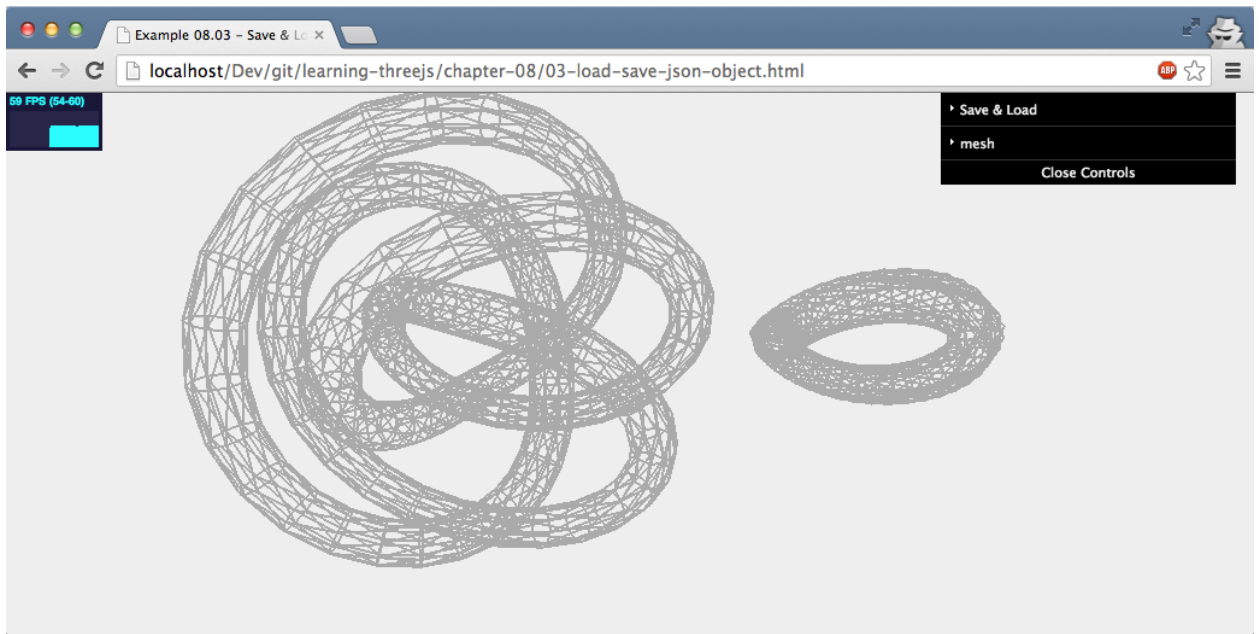 Example 08.03 – Save & Lo
localhost/Dev/git/learning-threejs/chapter-08/03-load-save-json-object.html
ABP
59 FPS (54-60)
Save & Load
mesh
Close Controls